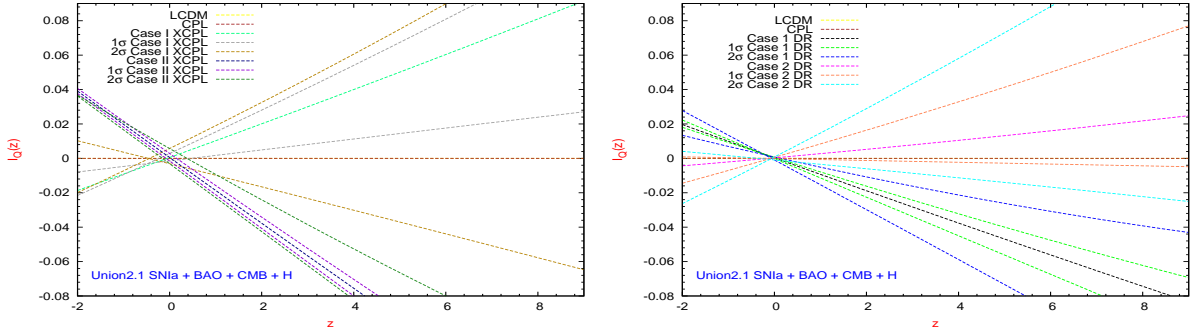 LCDM
CPL
Case I XCPL
1σ Case I XCPL
2σ Case I XCPL
Case II XCPL
1σ Case II XCPL
2σ Case II XCPL
0.08
0.06
0.04
0.02
0
-0.02
-0.04
-0.06
-0.08
I_Q(z)
Union2.1 SNIa + BAO + CMB + H
-2 0 2 4 6 8
z
LCDM
CPL
Case 1 DR
1σ Case 1 DR
2σ Case 1 DR
Case 2 DR
1σ Case 2 DR
2σ Case 2 DR
0.08
0.06
0.04
0.02
0
-0.02
-0.04
-0.06
-0.08
I_Q(z)
Union2.1 SNIa + BAO + CMB + H
-2 0 2 4 6 8
z